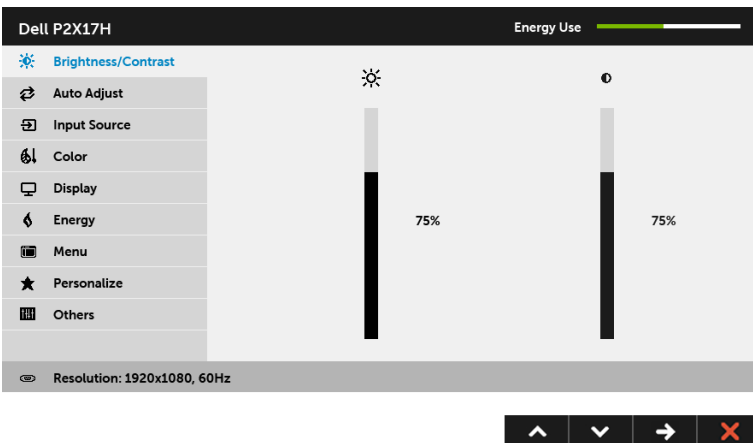 Dell P2X17H
Energy Use
Brightness/Contrast
Auto Adjust
Input Source
Color
Display
Energy
Menu
Personalize
Others
75%
75%
Resolution: 1920x1080, 60Hz